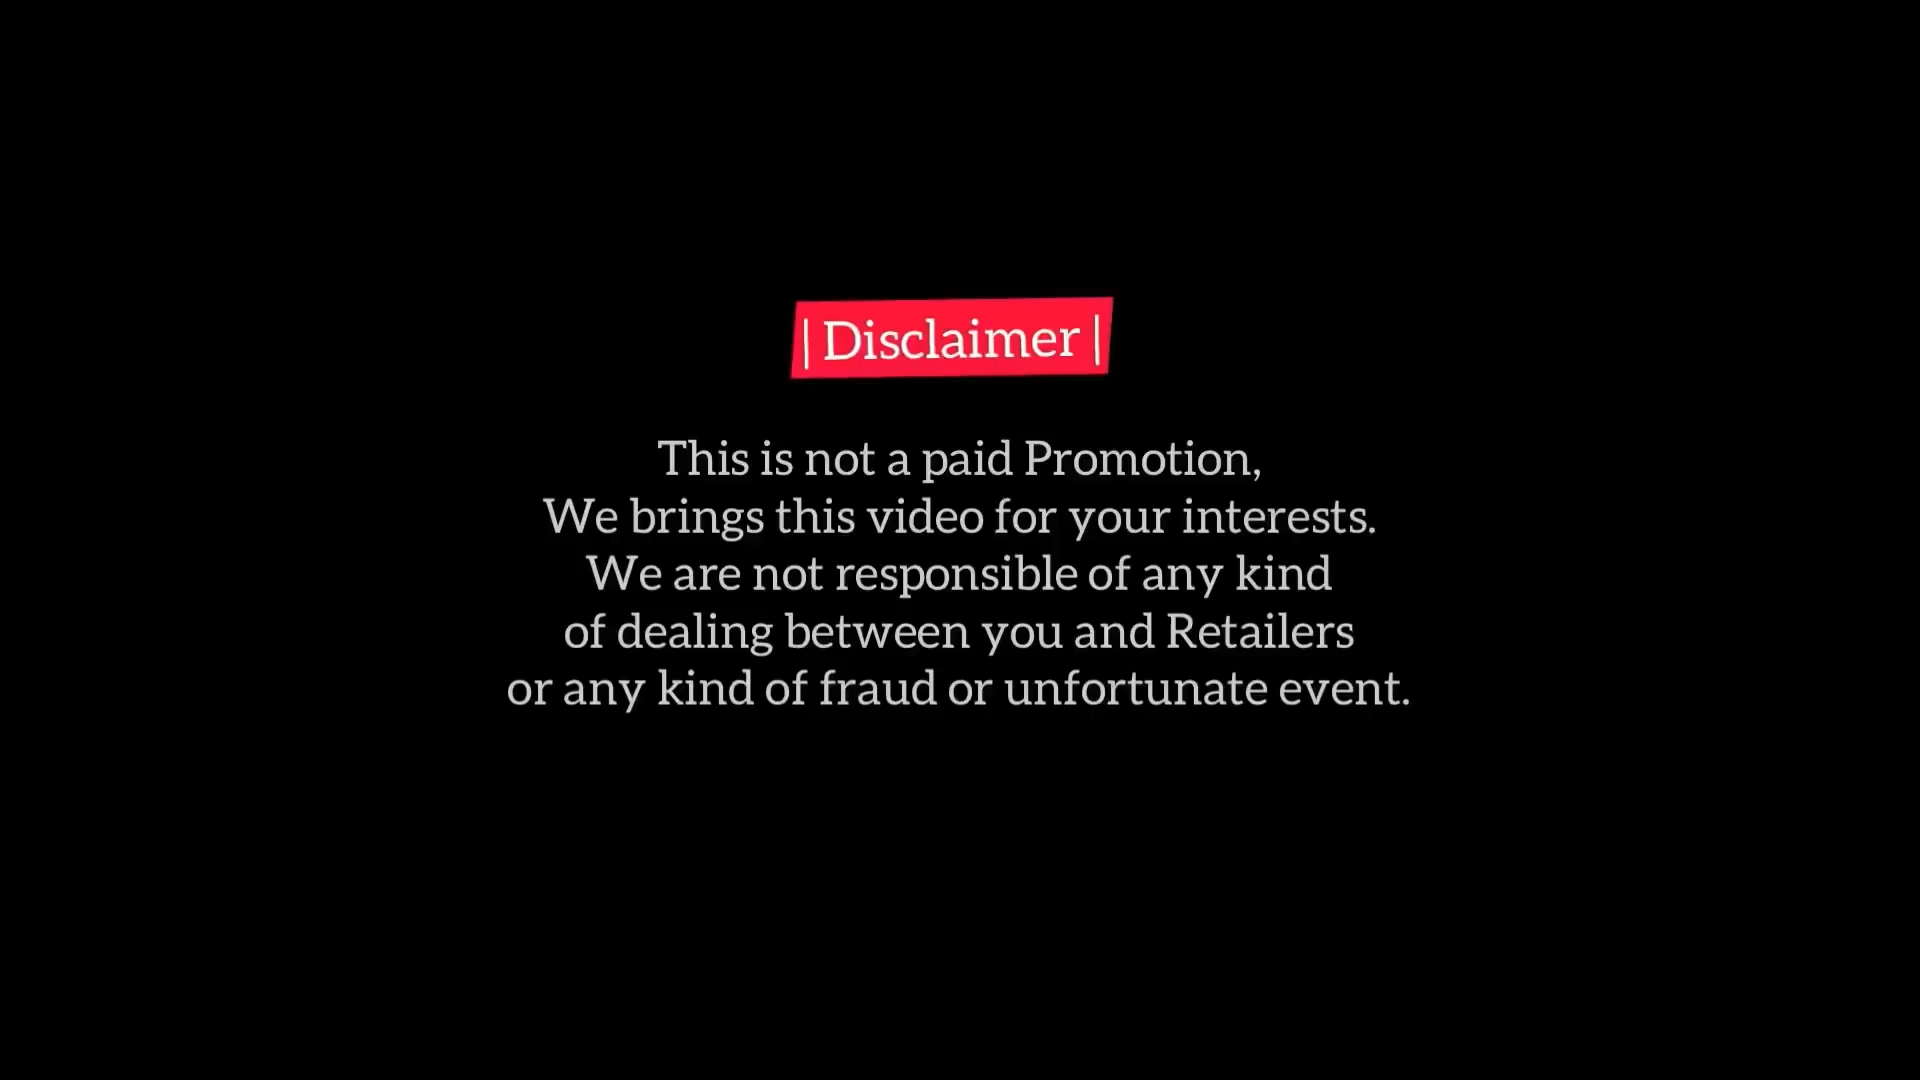 | Disclaimer |
This is not a paid Promotion,
We brings this video for your interests.
We are not responsible of any kind
of dealing between you and Retailers
or any kind of fraud or unfortunate event.